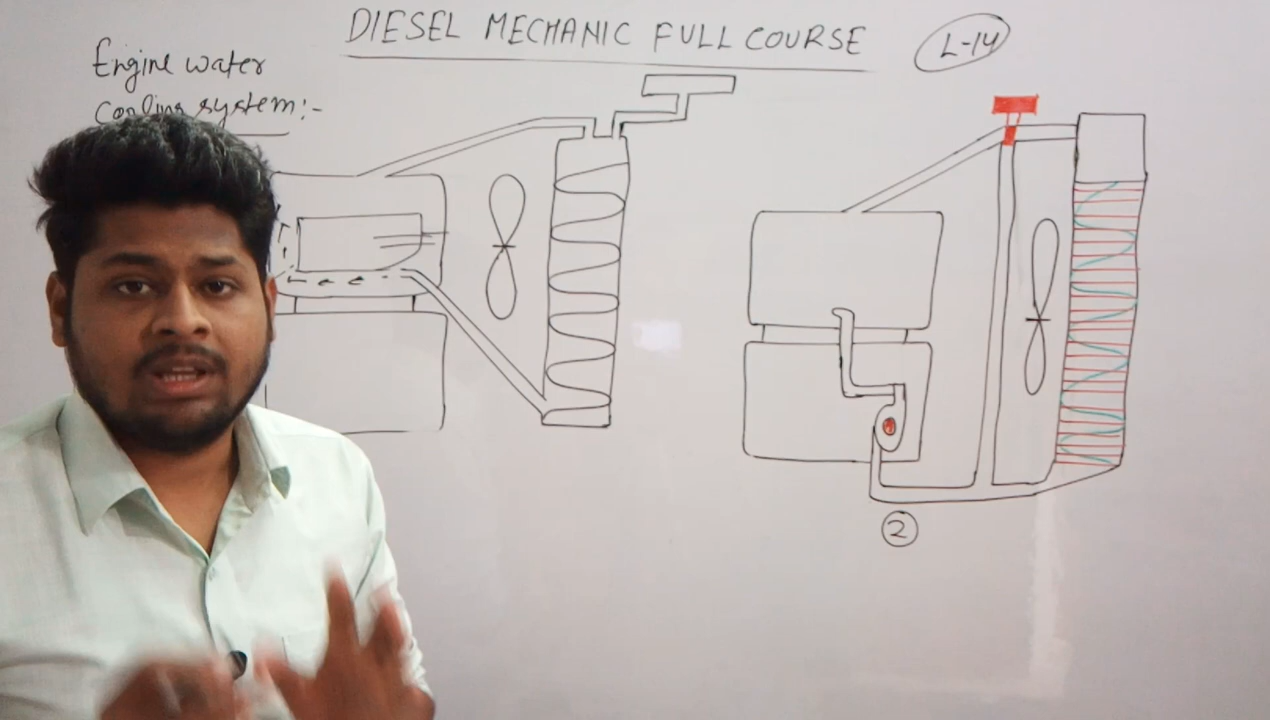 DIESEL MECHANIC FULL COURSE
L-14
Engine water
cooling system:-
2